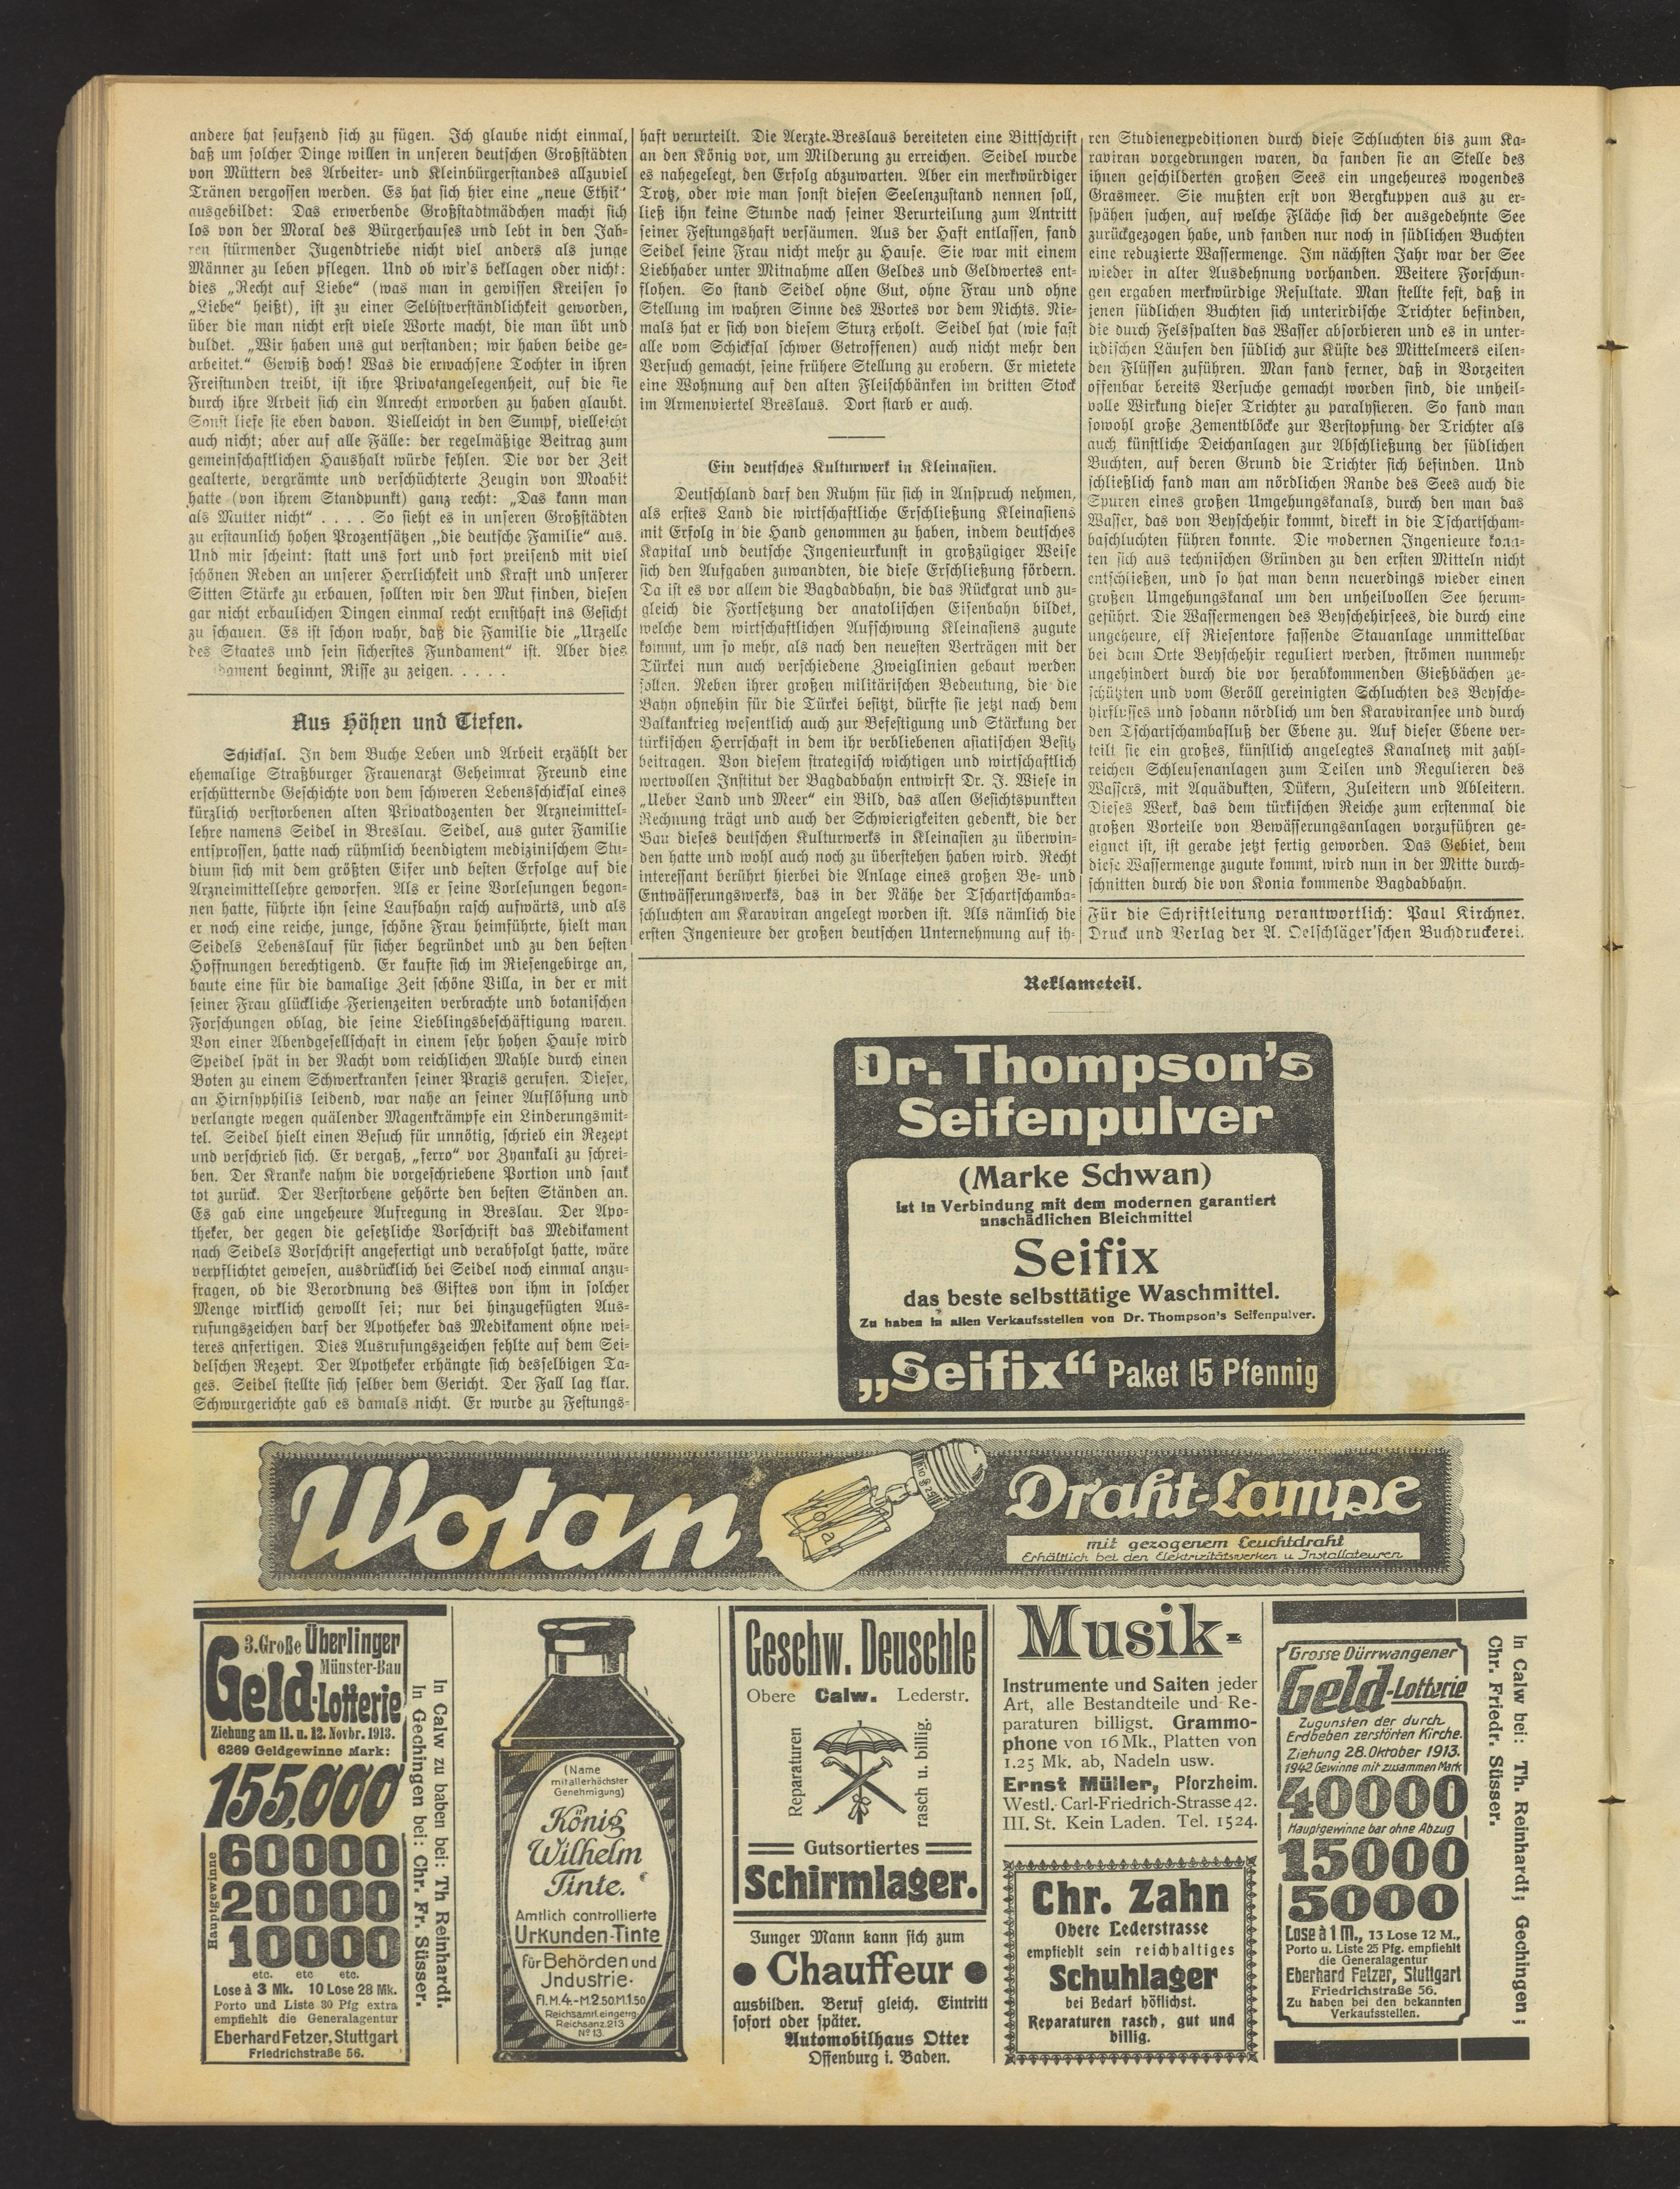 andere hat seufzend sich zu fügen. Ich glaube nicht einmal,
daß um solcher Dinge willen in unseren deutschen Großstädten
von Müttern des Arbeiter- und Kleinbürgerstandes allzuviel
Tränen vergossen werden. Es hat sich hier eine „neue Ethik“
ausgebildet: Das erwerbende Großstadtmädchen macht sich
los von der Moral des Bürgerhauses und lebt in den Jah-
ren stürmender Jugendtriebe nicht viel anders als junge
Männer zu leben pflegen. Und ob wir's beklagen oder nicht:
dies „Recht auf Liebe“ (was man in gewissen Kreisen so
„Liebe“ heißt), ist zu einer Selbstverständlichkeit geworden,
über die man nicht erst viele Worte macht, die man übt und
duldet. „Wir haben uns gut verstanden; wir haben beide ge-
arbeitet.“ Gewiß doch! Was die erwachsene Tochter in ihren
Freistunden treibt, ist ihre Privatangelegenheit, auf die sie
durch ihre Arbeit sich ein Anrecht erworben zu haben glaubt.
Sonst liefe sie eben davon. Vielleicht in den Sumpf, vielleicht
auch nicht; aber auf alle Fälle: der regelmäßige Beitrag zum
gemeinschaftlichen Haushalt würde fehlen. Die vor der Zeit
gealterte, vergrämte und verschüchterte Zeugin von Moabit
hatte (von ihrem Standpunkt) ganz recht: „Das kann man
als Mutter nicht“ . . . . So sieht es in unseren Großstädten
zu erstaunlich hohen Prozentsätzen „die deutsche Familie“ aus.
Und mir scheint: statt uns fort und fort preisend mit viel
schönen Reden an unserer Herrlichkeit und Kraft und unserer
Sitten Stärke zu erbauen, sollten wir den Mut finden, diesen
gar nicht erbaulichen Dingen einmal recht ernsthaft ins Gesicht
zu schauen. Es ist schon wahr, daß die Familie die „Urzelle
des Staates und sein sicherstes Fundament“ ist. Aber dies
dament beginnt, Risse zu zeigen. . . . .
Aus Höhen und Tiefen.
Schicksal. In dem Buche Leben und Arbeit erzählt der
ehemalige Straßburger Frauenarzt Geheimrat Freund eine
erschütternde Geschichte von dem schweren Lebensschicksal eines
kürzlich verstorbenen alten Privatdozenten der Arzneimittel-
lehre namens Seidel in Breslau. Seidel, aus guter Familie
entsprossen, hatte nach rühmlich beendigtem medizinischem Stu-
dium sich mit dem größten Eifer und besten Erfolge auf die
Arzneimittellehre geworfen. Als er seine Vorlesungen begon-
nen hatte, führte ihn seine Laufbahn rasch aufwärts, und als
er noch eine reiche, junge, schöne Frau heimführte, hielt man
Seidels Lebenslauf für sicher begründet und zu den besten
Hoffnungen berechtigend. Er kaufte sich im Riesengebirge an,
baute eine für die damalige Zeit schöne Villa, in der er mit
seiner Frau glückliche Ferienzeiten verbrachte und botanischen
Forschungen oblag, die seine Lieblingsbeschäftigung waren.
Von einer Abendgesellschaft in einem sehr hohen Hause wird
Speidel spät in der Nacht vom reichlichen Mahle durch einen
Boten zu einem Schwerkranken seiner Praxis gerufen. Dieser,
an Hirnsyphilis leidend, war nahe an seiner Auflösung und
verlangte wegen quälender Magenkrämpfe ein Linderungsmit-
tel. Seidel hielt einen Besuch für unnötig, schrieb ein Rezept
und verschrieb sich. Er vergaß, „ferro“ vor Zyankali zu schrei-
ben. Der Kranke nahm die vorgeschriebene Portion und sank
tot zurück. Der Verstorbene gehörte den besten Ständen an.
Es gab eine ungeheure Aufregung in Breslau. Der Apo-
theker, der gegen die gesetzliche Vorschrift das Medikament
nach Seidels Vorschrift angefertigt und verabfolgt hatte, wäre
verpflichtet gewesen, ausdrücklich bei Seidel noch einmal anzu-
fragen, ob die Verordnung des Giftes von ihm in solcher
Menge wirklich gewollt sei; nur bei hinzugefügten Aus-
rufungszeichen darf der Apotheker das Medikament ohne wei-
teres anfertigen. Dies Ausrufungszeichen fehlte auf dem Sei-
delschen Rezept. Der Apotheker erhängte sich desselbigen Ta-
ges. Seidel stellte sich selber dem Gericht. Der Fall lag klar.
Schwurgerichte gab es damals nicht. Er wurde zu Festungs-
haft verurteilt. Die Aerzte Breslaus bereiteten eine Bittschrift
an den König vor, um Milderung zu erreichen. Seidel wurde
es nahegelegt, den Erfolg abzuwarten. Aber ein merkwürdiger
Trotz, oder wie man sonst diesen Seelenzustand nennen soll,
ließ ihn keine Stunde nach seiner Verurteilung zum Antritt
seiner Festungshaft versäumen. Aus der Haft entlassen, fand
Seidel seine Frau nicht mehr zu Hause. Sie war mit einem
Liebhaber unter Mitnahme allen Geldes und Geldwertes ent-
flohen. So stand Seidel ohne Gut, ohne Frau und ohne
Stellung im wahren Sinne des Wortes vor dem Nichts. Nie-
mals hat er sich von diesem Sturz erholt. Seidel hat (wie fast
alle vom Schicksal schwer Getroffenen) auch nicht mehr den
Versuch gemacht, seine frühere Stellung zu erobern. Er mietete
eine Wohnung auf den alten Fleischbänken im dritten Stock
im Armenviertel Breslaus. Dort starb er auch.
Ein deutsches Kulturwerk in Kleinasien.
Deutschland darf den Ruhm für sich in Anspruch nehmen,
als erstes Land die wirtschaftliche Erschließung Kleinasiens
mit Erfolg in die Hand genommen zu haben, indem deutsches
Kapital und deutsche Ingenieurkunst in großzügiger Weise
sich den Aufgaben zuwandten, die diese Erschließung fördern.
Da ist es vor allem die Bagdadbahn, die das Rückgrat und zu-
gleich die Fortsetzung der anatolischen Eisenbahn bildet,
welche dem wirtschaftlichen Aufschwung Kleinasiens zugute
kommt, um so mehr, als nach den neuesten Verträgen mit der
Türkei nun auch verschiedene Zweiglinien gebaut werden
sollen. Neben ihrer großen militärischen Bedeutung, die die
Bahn ohnehin für die Türkei besitzt, dürfte sie jetzt nach dem
Balkankrieg wesentlich auch zur Befestigung und Stärkung der
türkischen Herrschaft in dem ihr verbliebenen asiatischen Besitz
beitragen. Von diesem strategisch wichtigen und wirtschaftlich
wertvollen Institut der Bagdadbahn entwirft Dr. J. Wiese in
„Ueber Land und Meer“ ein Bild, das allen Gesichtspunkten
Rechnung trägt und auch der Schwierigkeiten gedenkt, die der
Bau dieses deutschen Kulturwerks in Kleinasien zu überwin-
den hatte und wohl auch noch zu überstehen haben wird. Recht
interessant berührt hierbei die Anlage eines großen Be- und
Entwässerungswerks, das in der Nähe der Tschartschamba-
schluchten am Karaviran angelegt worden ist. Als nämlich die
ersten Ingenieure der großen deutschen Unternehmung auf ih-
ren Studienexpeditionen durch diese Schluchten bis zum Ka-
raviran vorgedrungen waren, da fanden sie an Stelle des
ihnen geschilderten großen Sees ein ungeheures wogendes
Grasmeer. Sie mußten erst von Bergkuppen aus zu er-
spähen suchen, auf welche Fläche sich der ausgedehnte See
zurückgezogen habe, und fanden nur noch in südlichen Buchten
eine reduzierte Wassermenge. Im nächsten Jahr war der See
wieder in alter Ausdehnung vorhanden. Weitere Forschun-
gen ergaben merkwürdige Resultate. Man stellte fest, daß in
jenen südlichen Buchten sich unterirdische Trichter befinden,
die durch Felsspalten das Wasser absorbieren und es in unter-
irdischen Läufen den südlich zur Küste des Mittelmeers eilen-
den Flüssen zuführen. Man fand ferner, daß in Vorzeiten
offenbar bereits Versuche gemacht worden sind, die unheil-
volle Wirkung dieser Trichter zu paralysieren. So fand man
sowohl große Zementblöcke zur Verstopfung der Trichter als
auch künstliche Deichanlagen zur Abschließung der südlichen
Buchten, auf deren Grund die Trichter sich befinden. Und
schließlich fand man am nördlichen Rande des Sees auch die
Spuren eines großen Umgehungskanals, durch den man das
Wasser, das von Beyschehir kommt, direkt in die Tschartscham-
baschluchten führen konnte. Die modernen Ingenieure konn-
ten sich aus technischen Gründen zu den ersten Mitteln nicht
entschließen, und so hat man denn neuerdings wieder einen
großen Umgehungskanal um den unheilvollen See herum-
geführt. Die Wassermengen des Beyschehirsees, die durch eine
ungeheure, elf Riesentore fassende Stauanlage unmittelbar
bei dem Orte Beyschehir reguliert werden, strömen nunmehr
ungehindert durch die vor herabkommenden Gießbächen ge-
schützten und vom Geröll gereinigten Schluchten des Beysche-
hirflusses und sodann nördlich um den Karaviransee und durch
den Tschartschambafluß der Ebene zu. Auf dieser Ebene ver-
teilt sie ein großes, künstlich angelegtes Kanalnetz mit zahl-
reichen Schleusenanlagen zum Teilen und Regulieren des
Wassers, mit Aquädukten, Dükern, Zuleitern und Ableitern.
Dieses Werk, das dem türkischen Reiche zum erstenmal die
großen Vorteile von Bewässerungsanlagen vorzuführen ge-
eignet ist, ist gerade jetzt fertig geworden. Das Gebiet, dem
diese Wassermenge zugute kommt, wird nun in der Mitte durch-
schnitten durch die von Konia kommende Bagdadbahn.
Für die Schriftleitung verantwortlich: Paul Kirchner.
Druck und Verlag der A. Oelschläger'schen Buchdruckerei.
Reklameteil.
Dr. Thompson's
Seifenpulver
(Marke Schwan)
ist in Verbindung mit dem modernen garantiert
unschädlichen Bleichmittel
Seifix
das beste selbsttätige Waschmittel.
Zu haben in allen Verkaufsstellen von Dr. Thompson's Seifenpulver.
„Seifix“ Paket 15 Pfennig
Wotan Draht-Lampe
mit gezogenem Leuchtdraht
Erhältlich bei den Elektrizitätswerken u Installateuren
3. Große Überlinger
Münster-Bau
Geld-Lotterie
Ziehung am 11. u. 12. Novbr. 1913.
6269 Geldgewinne Mark:
155,000
Hauptgewinne
60000
20000
10000
etc. etc etc.
Lose à 3 Mk. 10 Lose 28 Mk.
Porto und Liste 30 Pfg extra
empfiehlt die Generalagentur
Eberhard Fetzer, Stuttgart
Friedrichstraße 56.
In Calw zu haben bei: Th Reinhardt.
In Gechingen bei: Chr. Fr. Süsser.
(Name
mit allerhöchster
Genehmigung)
König
Wilhelm
Tinte.
Amtlich controllierte
Urkunden-Tinte
für Behörden und
Jndustrie.
Fl. M. 4.- M. 2.50 M. 1.50.
Reichsamtl. eingetrg.
Reichsanz. 213
No 13.
Geschw. Deuschle
Obere Calw. Lederstr.
Reparaturen
rasch u. billig.
Gutsortiertes
Schirmlager.
Junger Mann kann sich zum
Chauffeur
ausbilden. Beruf gleich. Eintritt
sofort oder später.
Automobilhaus Otter
Offenburg i. Baden.
Musik-
Instrumente und Saiten jeder
Art, alle Bestandteile und Re-
paraturen billigst. Grammo-
phone von 16 Mk., Platten von
1.25 Mk. ab, Nadeln usw.
Ernst Müller, Pforzheim.
Westl. Carl-Friedrich-Strasse 42.
III. St. Kein Laden. Tel. 1524.
Chr. Zahn
Obere Lederstrasse
empfiehlt sein reichhaltiges
Schuhlager
bei Bedarf höflichst.
Reparaturen rasch, gut und
billig.
Grosse Dürrwangener
Geld-Lotterie
Zugunsten der durch
Erdbeben zerstörten Kirche.
Ziehung 28. Oktober 1913.
1942 Gewinne mit zusammen Mark
40000
Hauptgewinne bar ohne Abzug
15000
5000
Lose à 1 M., 13 Lose 12 M.,
Porto u. Liste 25 Pfg. empfiehlt
die Generalagentur
Eberhard Fetzer, Stuttgart
Friedrichstraße 56.
Zu haben bei den bekannten
Verkaufsstellen.
In Calw bei: Th. Reinhardt; Gechingen;
Chr. Friedr. Süsser.